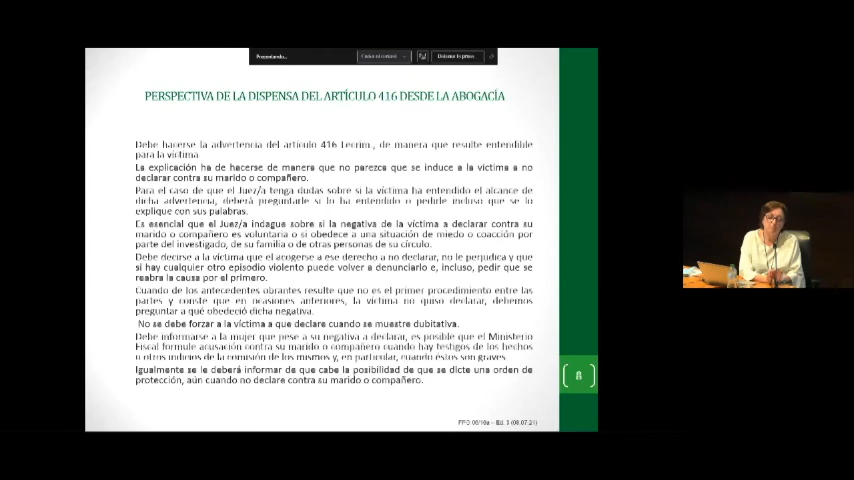 Presentando...
PERSPECTIVA DE LA DISPENSA DEL ARTÍCULO 416 DESDE LA ABOGACÍA
Debe hacerse la advertencia del artículo 416 Lecrim., de manera que resulte entendible
para la víctima
La explicación ha de hacerse de manera que no parezca que se induce a la víctima a no
declarar contra su marido o compañero.
Para el caso de que el Juez/a tenga dudas sobre si la víctima ha entendido el alcance de
dicha advertencia, deberá preguntarle si lo ha entendido o pedirle incluso que se lo
explique con sus palabras.
Es esencial que el Juez/a indague sobre si la negativa de la víctima a declarar contra su
marido o compañero es voluntaria o si obedece a una situación de miedo o coacción por
parte del investigado, de su familia o de otras personas de su círculo.
Debe decirse a la víctima que el acogerse a ese derecho a no declarar, no le perjudica y que
si hay cualquier otro episodio violento puede volver a denunciarlo e, incluso, pedir que se
reabra la causa por el primero.
Cuando de los antecedentes obrantes resulte que no es el primer procedimiento entre las
partes y conste que en ocasiones anteriores, la víctima no quiso declarar, debemos
preguntar a qué obedeció dicha negativa.
No se debe forzar a la víctima a que declare cuando se muestre dubitativa.
Debe informarse a la mujer que pese a su negativa a declarar, es posible que el Ministerio
Fiscal formule acusación contra su marido o compañero cuando hay testigos de los hechos
u otros indicios de la comisión de los mismos y, en particular, cuando éstos son graves.
Igualmente se le deberá informar de que cabe la posibilidad de que se dicte una orden de
protección, aún cuando no declare contra su marido o compañero.
8